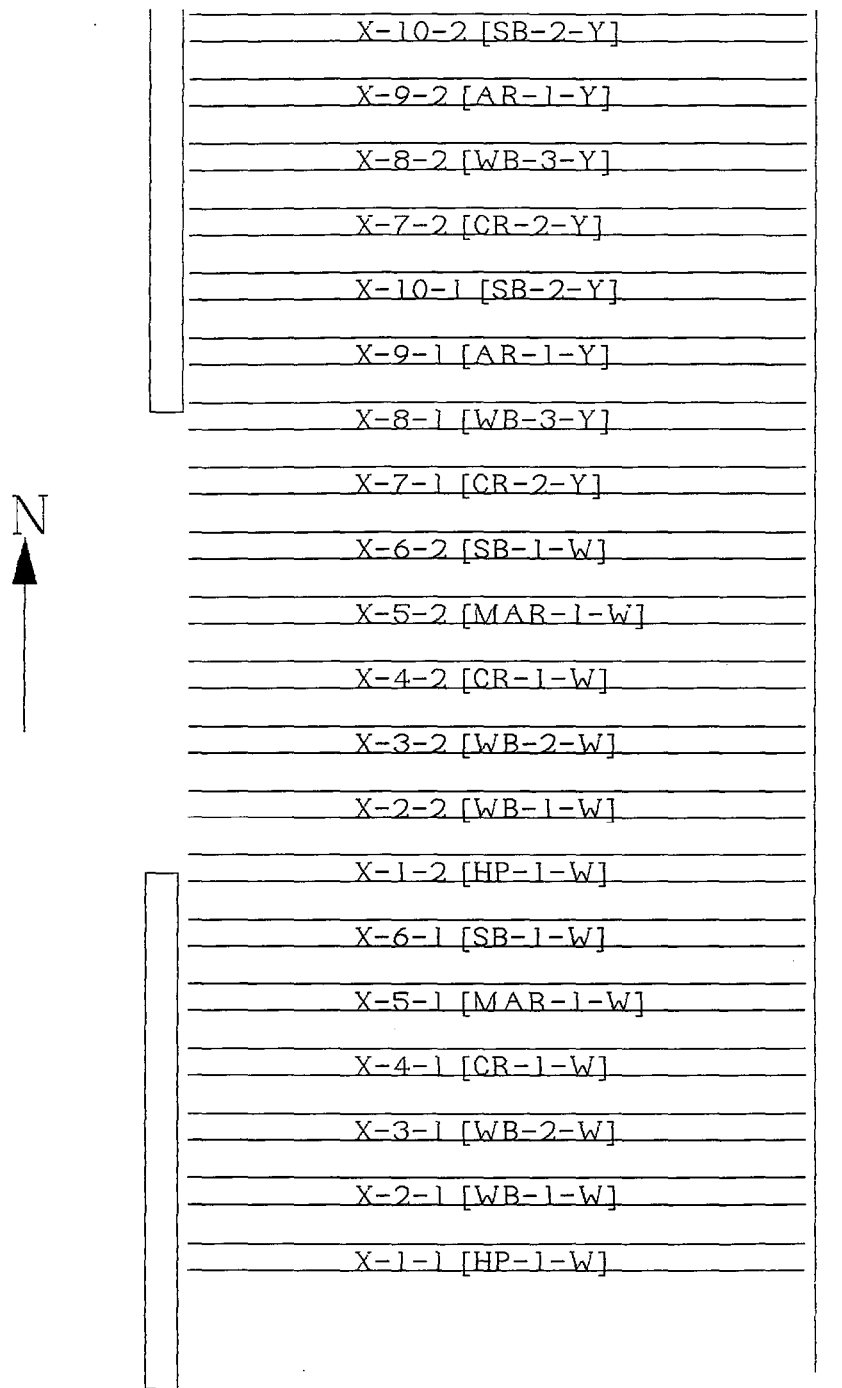 X-10-2 [SB-2-Y]
X-9-2 [AR-1-Y]
X-8-2 [WB-3-Y]
X-7-2 [CR-2-Y]
X-10-1 [SB-2-Y]
X-9-1 [AR-1-Y]
X-8-1 [WB-3-Y]
X-7-1 [CR-2-Y]
N
X-6-2 [SB-1-W]
X-5-2 [MAR-1-W]
X-4-2 [CR-1-W]
X-3-2 [WB-2-W]
X-2-2 [WB-1-W]
X-1-2 [HP-1-W]
X-6-1 [SB-1-W]
X-5-1 [MAR-1-W]
X-4-1 [CR-1-W]
X-3-1 [WB-2-W]
X-2-1 [WB-1-W]
X-1-1 [HP-1-W]